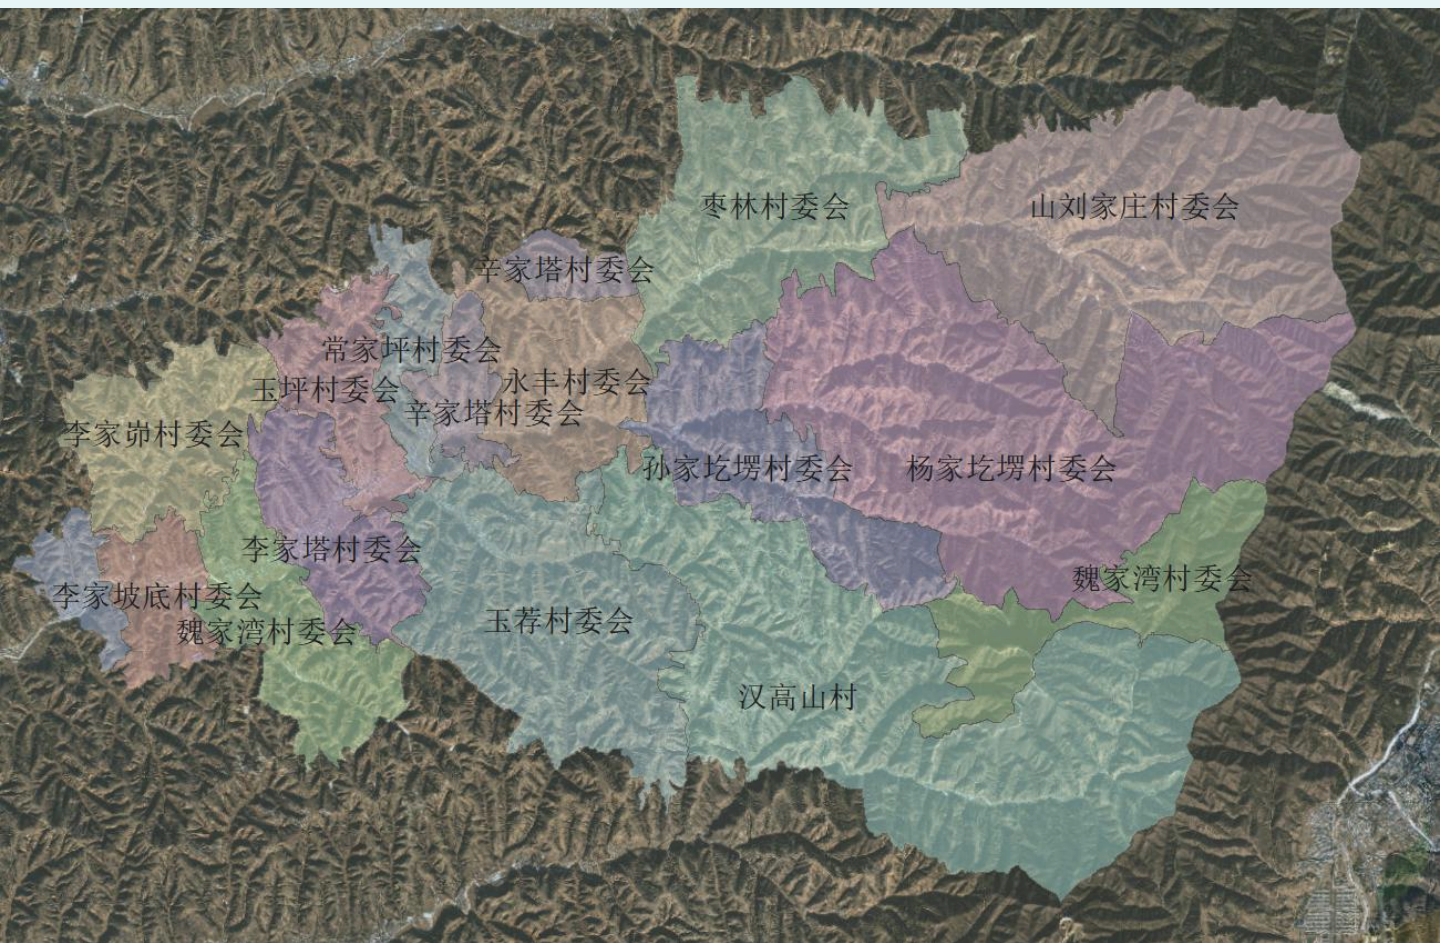 枣林村委会
山刘家庄村委会
辛家塔村委会
常家坪村委会
永丰村委会
玉坪村委会
辛家塔村委会
李家峁村委会
孙家圪塄村委会
杨家圪塄村委会
李家塔村委会
魏家湾村委会
李家坡底村委会
玉荐村委会
魏家湾村委会
汉高山村